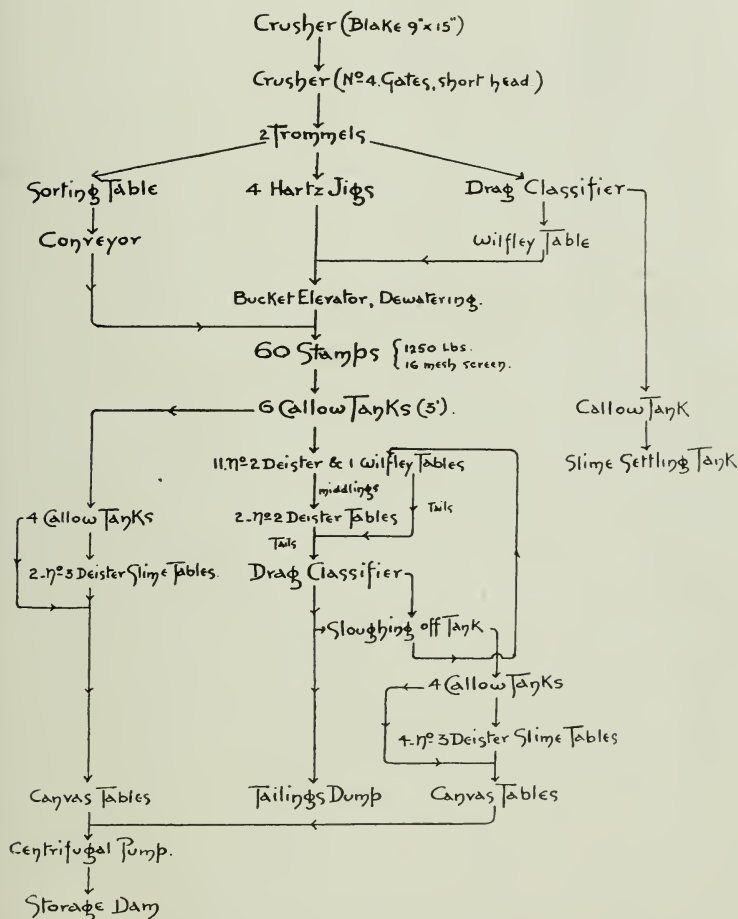 Crusher (Blake 9"x15")
Crusher (No 4. Gates, short head)
2 Trommels
Sorting Table
4 Hartz Jigs
Drag Classifier
Conveyor
Wilfley Table
Bucket Elevator, Dewatering.
60 Stamps { 1250 Lbs.
16 mesh screen.
6 Callow Tanks (3').
Callow Tank
11. No 2 Deister & 1 Wilfley Tables
Slime Settling Tank
middlings
Tails
4 Callow Tanks
2-No 2 Deister Tables
Tails
2-No 3 Deister Slime Tables.
Drag Classifier
Sloughing off Tank
4 Callow Tanks
4-No 3 Deister Slime Tables
Canvas Tables
Tailings Dump
Canvas Tables
Centrifugal Pump.
Storage Dam